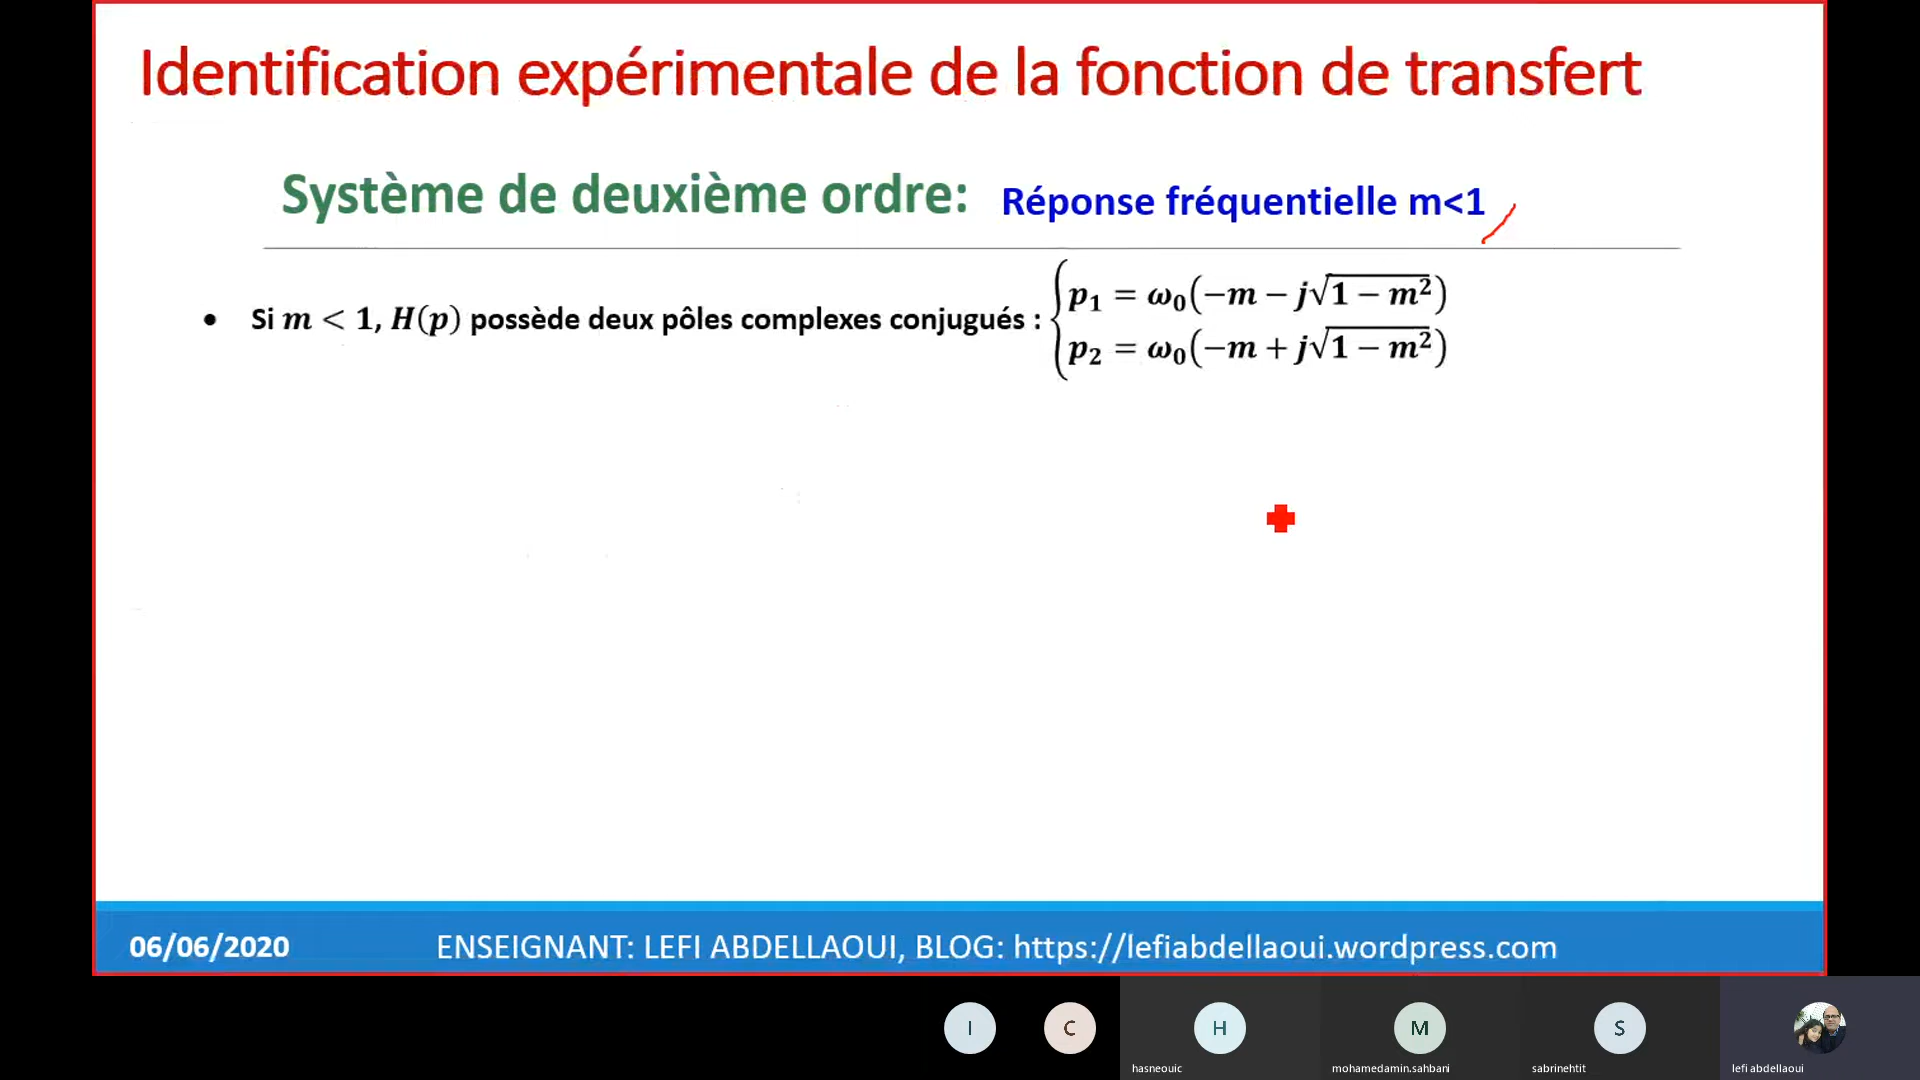 Identification expérimentale de la fonction de transfert
Système de deuxième ordre: Réponse fréquentielle m<1
• Si m < 1, H(p) possède deux pôles complexes conjugués : { p₁ = ω₀(−m − j√(1 − m²))
p₂ = ω₀(−m + j√(1 − m²))
06/06/2020 ENSEIGNANT: LEFI ABDELLAOUI, BLOG: https://lefiabdellaoui.wordpress.com
I C H M S
hasneouic mohamedamin.sahbani sabrinehtit lefi abdellaoui